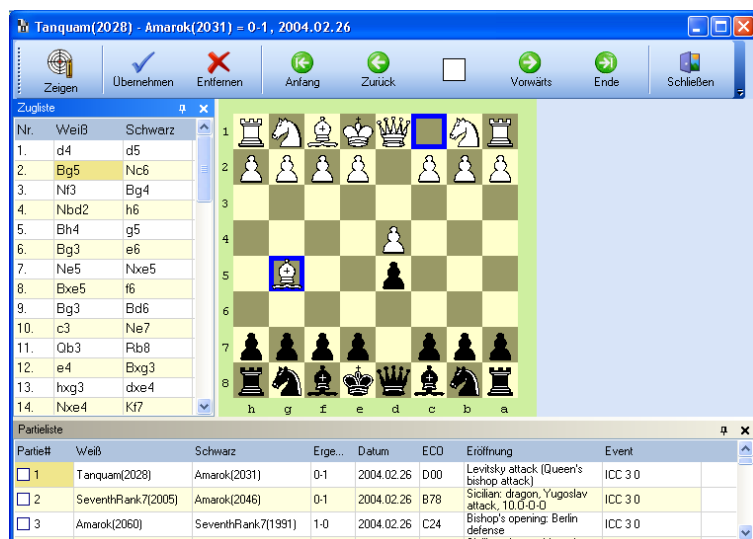 Tanquam(2028) - Amarok(2031) = 0-1, 2004.02.26
Zeigen Übernehmen Entfernen Anfang Zurück Vorwärts Ende Schließen
Zugliste
Nr. Weiß Schwarz
1. d4 d5
2. Bg5 Nc6
3. Nf3 Bg4
4. Nbd2 h6
5. Bh4 g5
6. Bg3 e6
7. Ne5 Nxe5
8. Bxe5 f6
9. Bg3 Bd6
10. c3 Ne7
11. Qb3 Rb8
12. e4 Bxg3
13. hxg3 dxe4
14. Nxe4 Kf7
1
2
3
4
5
6
7
8
h g f e d c b a
Partieliste
Partie# Weiß Schwarz Erge... Datum ECO Eröffnung Event
1 Tanquam(2028) Amarok(2031) 0-1 2004.02.26 D00 Levitsky attack (Queen's bishop attack) ICC 3 0
2 SeventhRank7(2005) Amarok(2046) 0-1 2004.02.26 B78 Sicilian: dragon, Yugoslav attack, 10.0-0-0 ICC 3 0
3 Amarok(2060) SeventhRank7(1991) 1-0 2004.02.26 C24 Bishop's opening: Berlin defense ICC 3 0